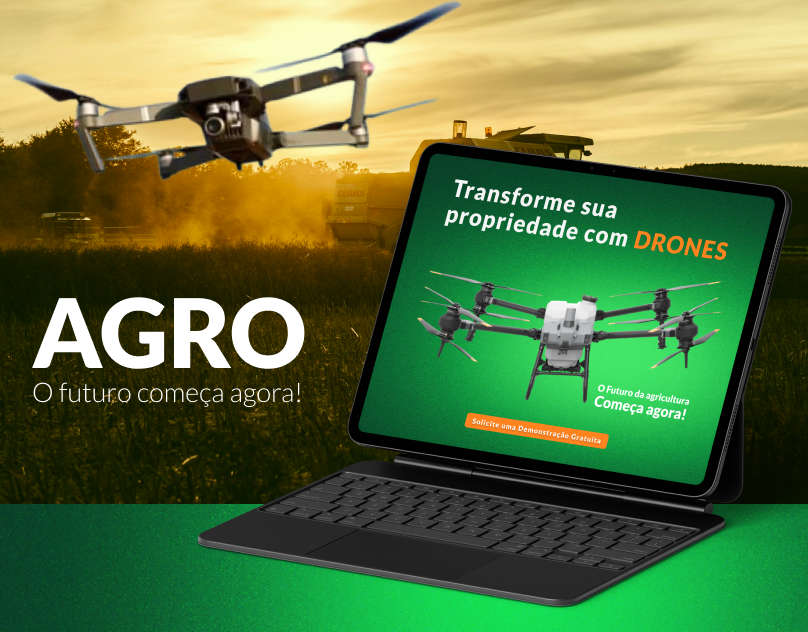 AGRO
O futuro começa agora!
Transforme sua
propriedade com DRONES
O Futuro da agricultura
Começa agora!
Solicite uma Demonstração Gratuita